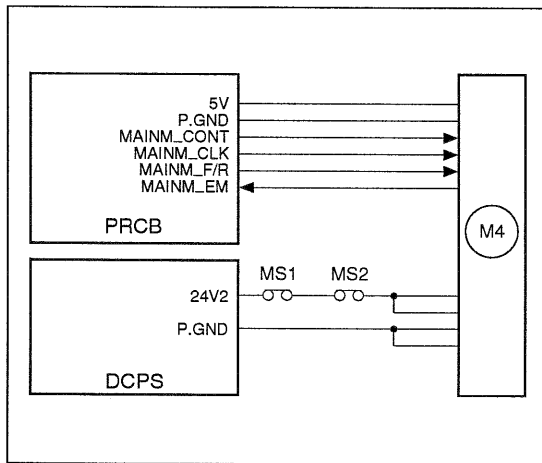 5V
P.GND
MAINM_CONT
MAINM_CLK
MAINM_F/R
MAINM_EM
PRCB
M4
MS1 MS2
24V2
P.GND
DCPS